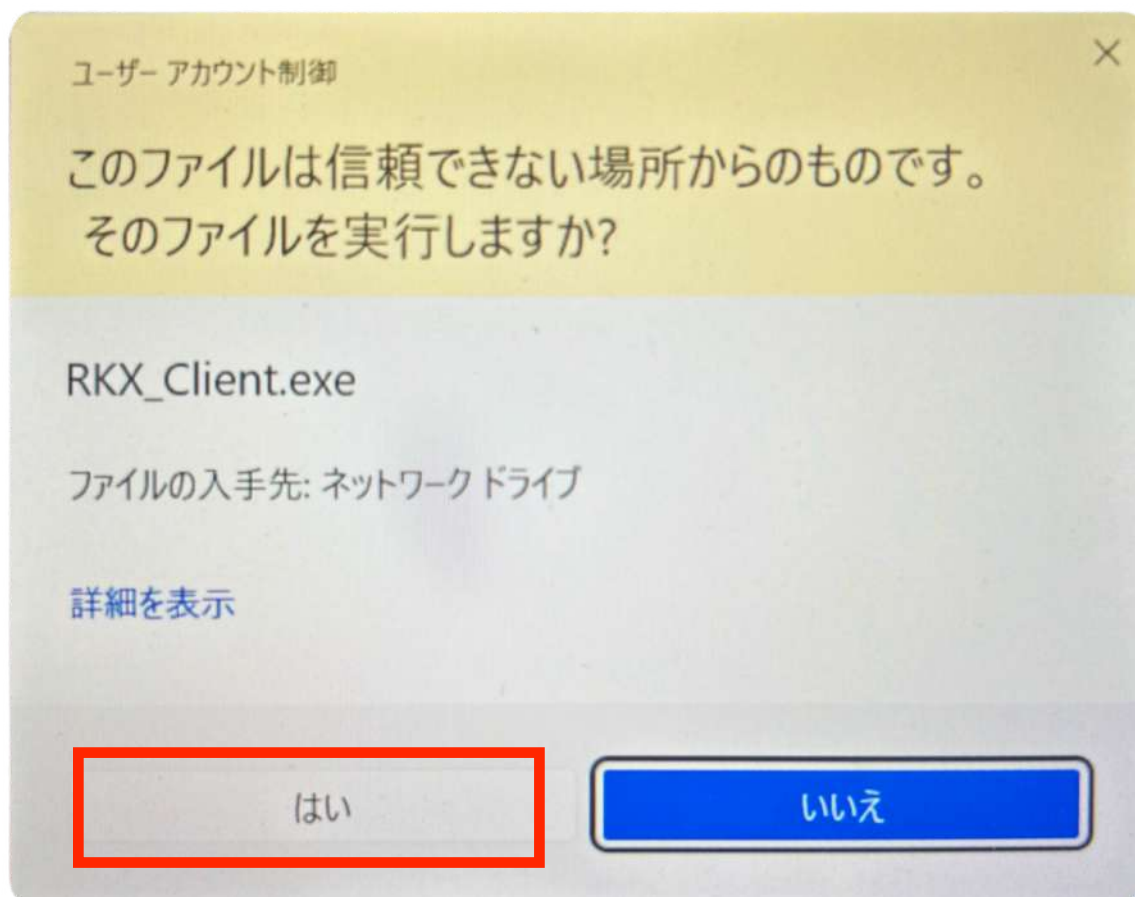 ユーザー アカウント制御
このファイルは信頼できない場所からのものです。
そのファイルを実行しますか?
RKX_Client.exe
ファイルの入手先: ネットワーク ドライブ
詳細を表示
はい
いいえ